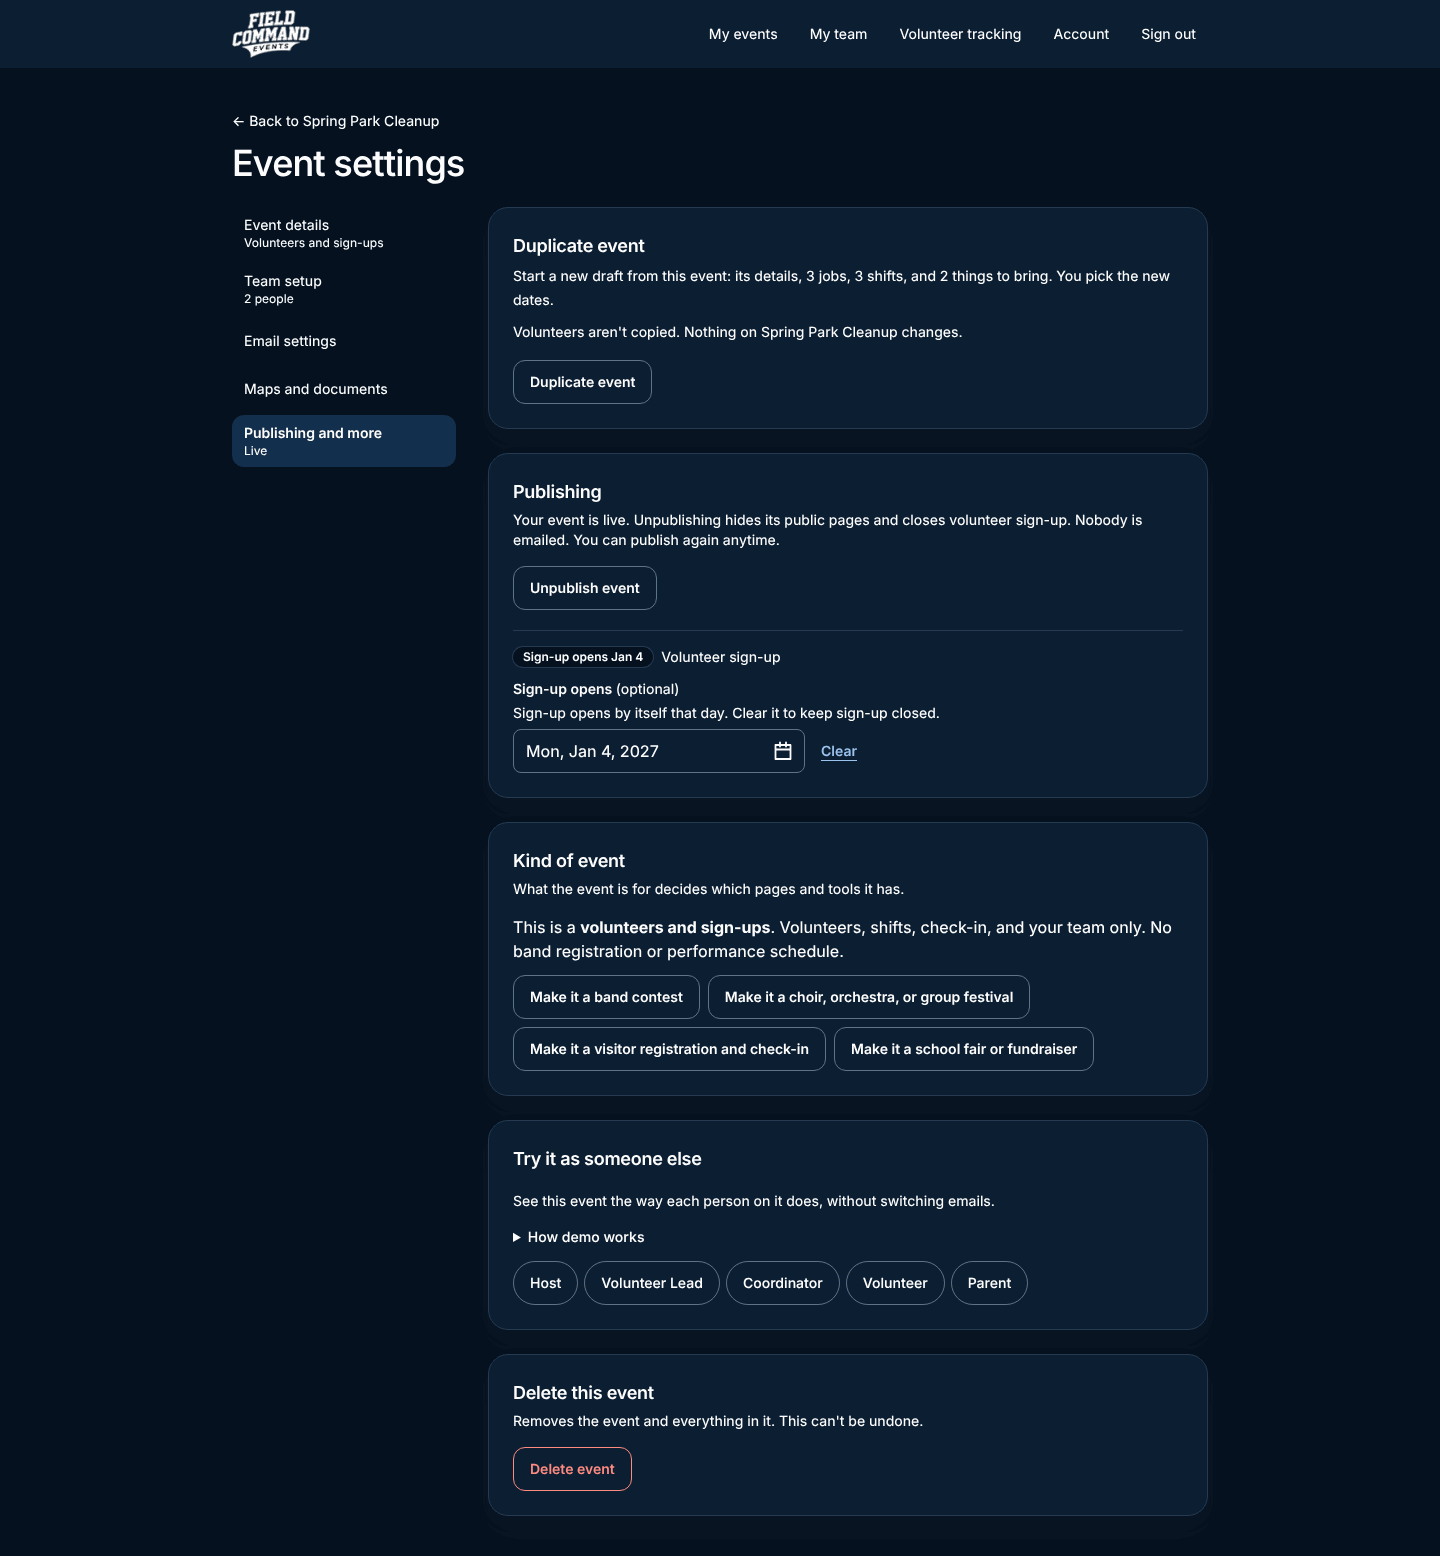 FIELD
COMMAND
EVENTS
My events
My team
Volunteer tracking
Account
Sign out
← Back to Spring Park Cleanup
Event settings
Event details
Volunteers and sign-ups
Team setup
2 people
Email settings
Maps and documents
Publishing and more
Live
Duplicate event
Start a new draft from this event: its details, 3 jobs, 3 shifts, and 2 things to bring. You pick the new
dates.
Volunteers aren't copied. Nothing on Spring Park Cleanup changes.
Duplicate event
Publishing
Your event is live. Unpublishing hides its public pages and closes volunteer sign-up. Nobody is
emailed. You can publish again anytime.
Unpublish event
Sign-up opens Jan 4 Volunteer sign-up
Sign-up opens (optional)
Sign-up opens by itself that day. Clear it to keep sign-up closed.
Mon, Jan 4, 2027
Clear
Kind of event
What the event is for decides which pages and tools it has.
This is a volunteers and sign-ups. Volunteers, shifts, check-in, and your team only. No
band registration or performance schedule.
Make it a band contest
Make it a choir, orchestra, or group festival
Make it a visitor registration and check-in
Make it a school fair or fundraiser
Try it as someone else
See this event the way each person on it does, without switching emails.
How demo works
Host
Volunteer Lead
Coordinator
Volunteer
Parent
Delete this event
Removes the event and everything in it. This can't be undone.
Delete event